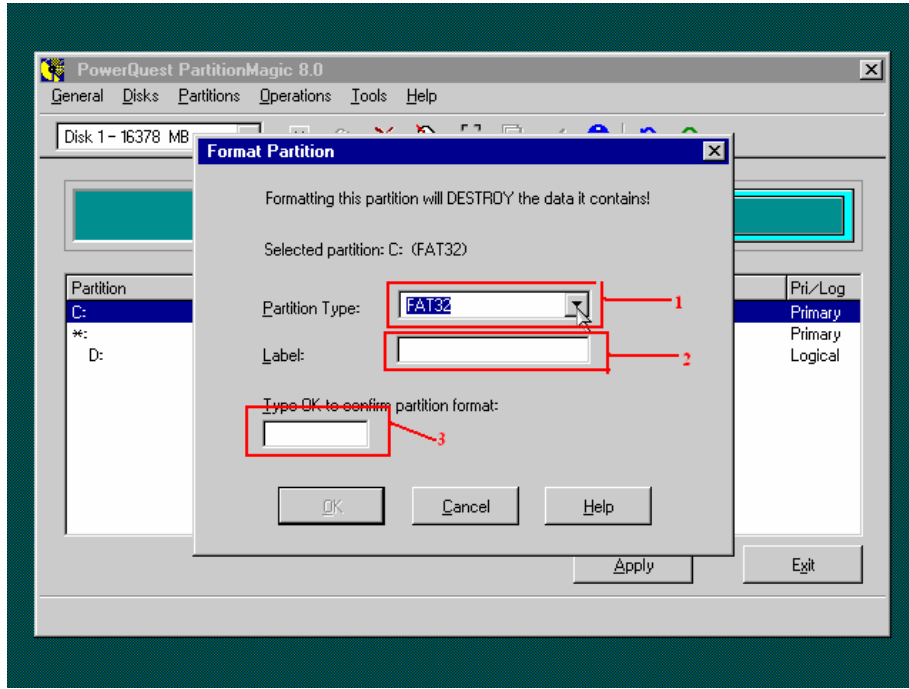 PowerQuest PartitionMagic 8.0
General Disks Partitions Operations Tools Help
Disk 1 - 16378 MB
Format Partition
Formatting this partition will DESTROY the data it contains!
Selected partition: C: (FAT32)
Partition Pri/Log
C: Primary
*: Primary
D: Logical
Partition Type: FAT32 1
Label: 2
Type OK to confirm partition format:
3
OK Cancel Help
Apply Exit